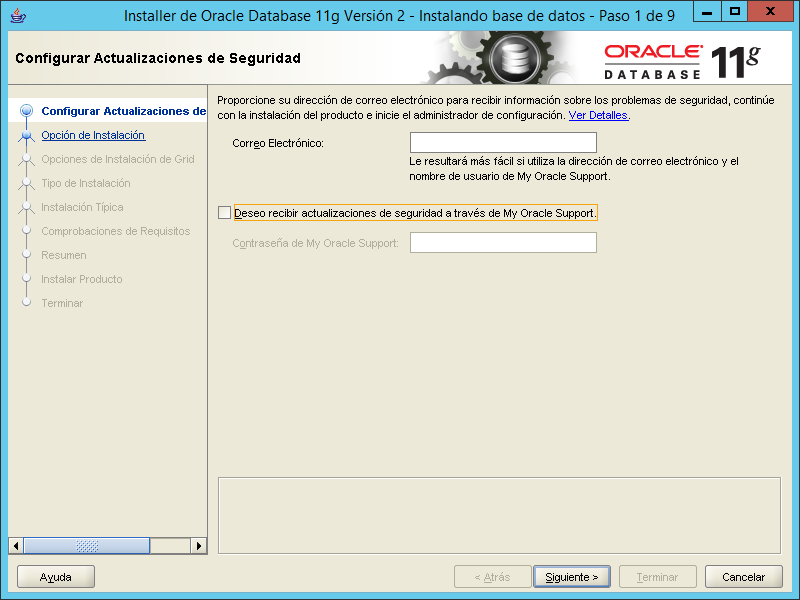 Installer de Oracle Database 11g Versión 2 - Instalando base de datos - Paso 1 de 9
Configurar Actualizaciones de Seguridad
ORACLE
DATABASE
11g
Configurar Actualizaciones de
Opción de Instalación
Opciones de Instalación de Grid
Tipo de Instalación
Instalación Típica
Comprobaciones de Requisitos
Resumen
Instalar Producto
Terminar
Proporcione su dirección de correo electrónico para recibir información sobre los problemas de seguridad, continúe
con la instalación del producto e inicie el administrador de configuración. Ver Detalles.
Correo Electrónico:
Le resultará más fácil si utiliza la dirección de correo electrónico y el
nombre de usuario de My Oracle Support.
Deseo recibir actualizaciones de seguridad a través de My Oracle Support.
Contraseña de My Oracle Support:
Ayuda
< Atrás
Siguiente >
Terminar
Cancelar